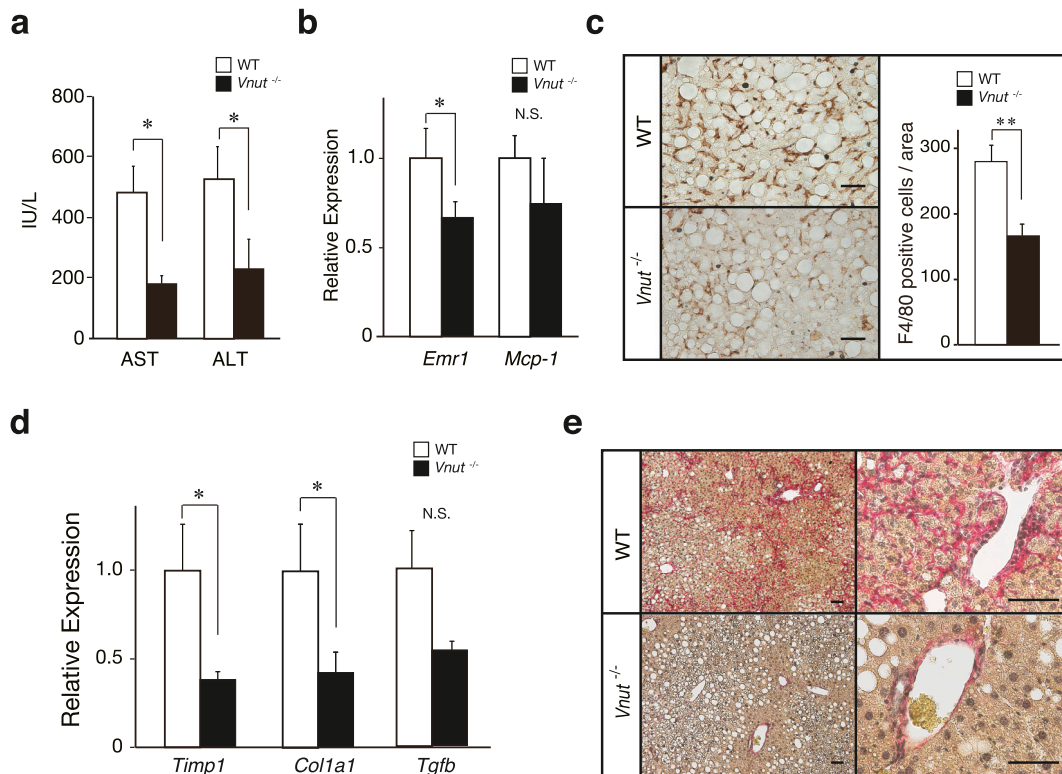 a
WT
Vnut -/-
800
600
400
200
0
IU/L
*
*
AST
ALT
b
WT
Vnut -/-
Relative Expression
1.0
0.5
0
*
N.S.
Emr1
Mcp-1
c
WT
Vnut -/-
WT
Vnut -/-
F4/80 positive cells / area
300
200
100
0
**
d
WT
Vnut -/-
Relative Expression
1.0
0.5
0
*
*
N.S.
Timp1
Col1a1
Tgfb
e
WT
Vnut -/-